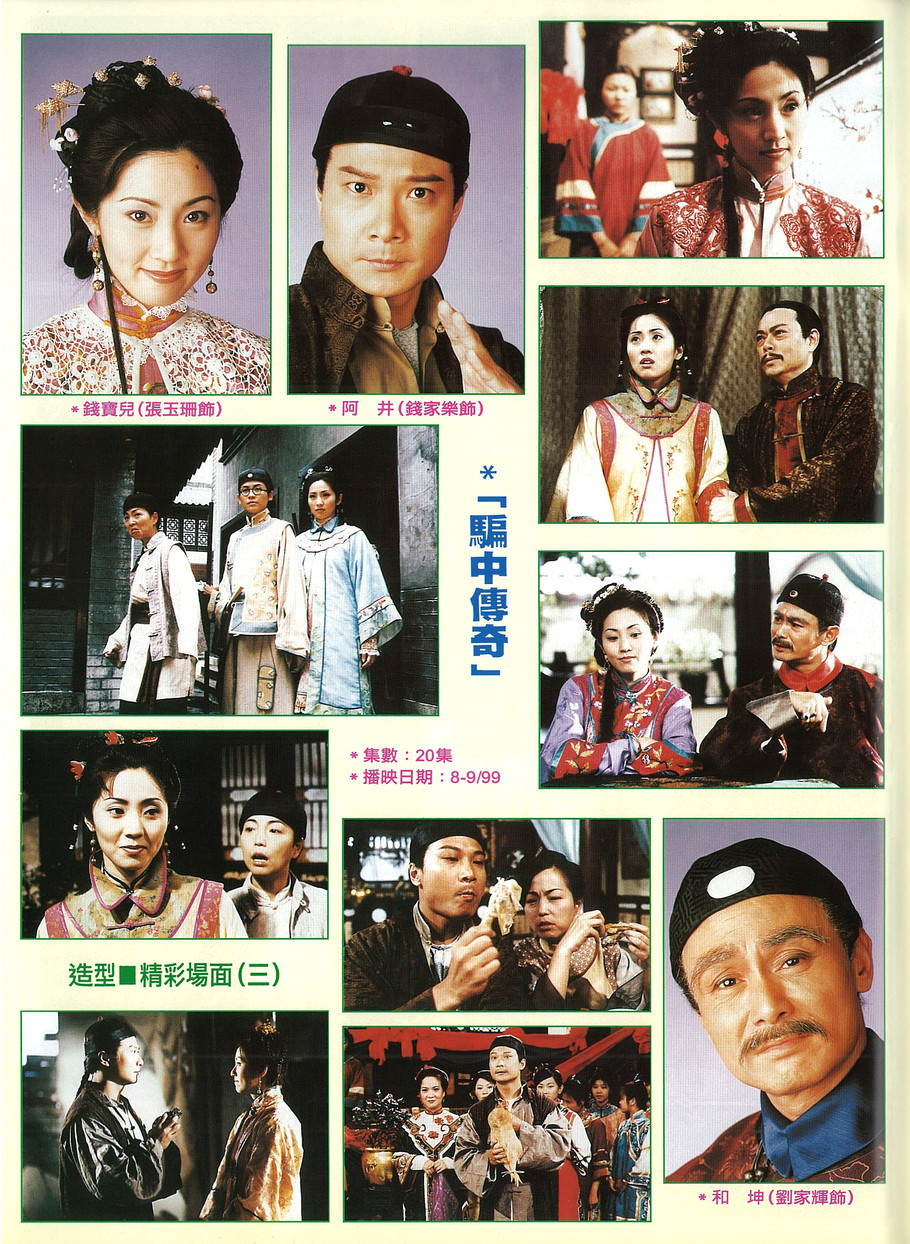 *錢寶兒(張玉珊飾)
*阿　井(錢家樂飾)
*「騙中傳奇」
*集數：20集
*播映日期：8-9/99
造型■精彩場面(三)
*和　坤(劉家輝飾)